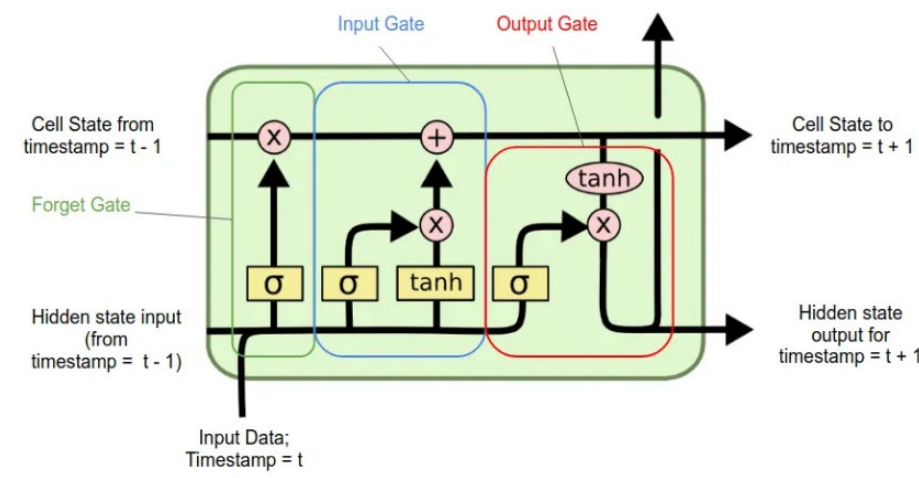 Input Gate
Output Gate
Cell State from
timestamp = t - 1
x
+
Cell State to
timestamp = t + 1
tanh
Forget Gate
x
x
σ
σ
tanh
σ
Hidden state input
(from
timestamp = t - 1)
Hidden state
output for
timestamp = t + 1
Input Data;
Timestamp = t